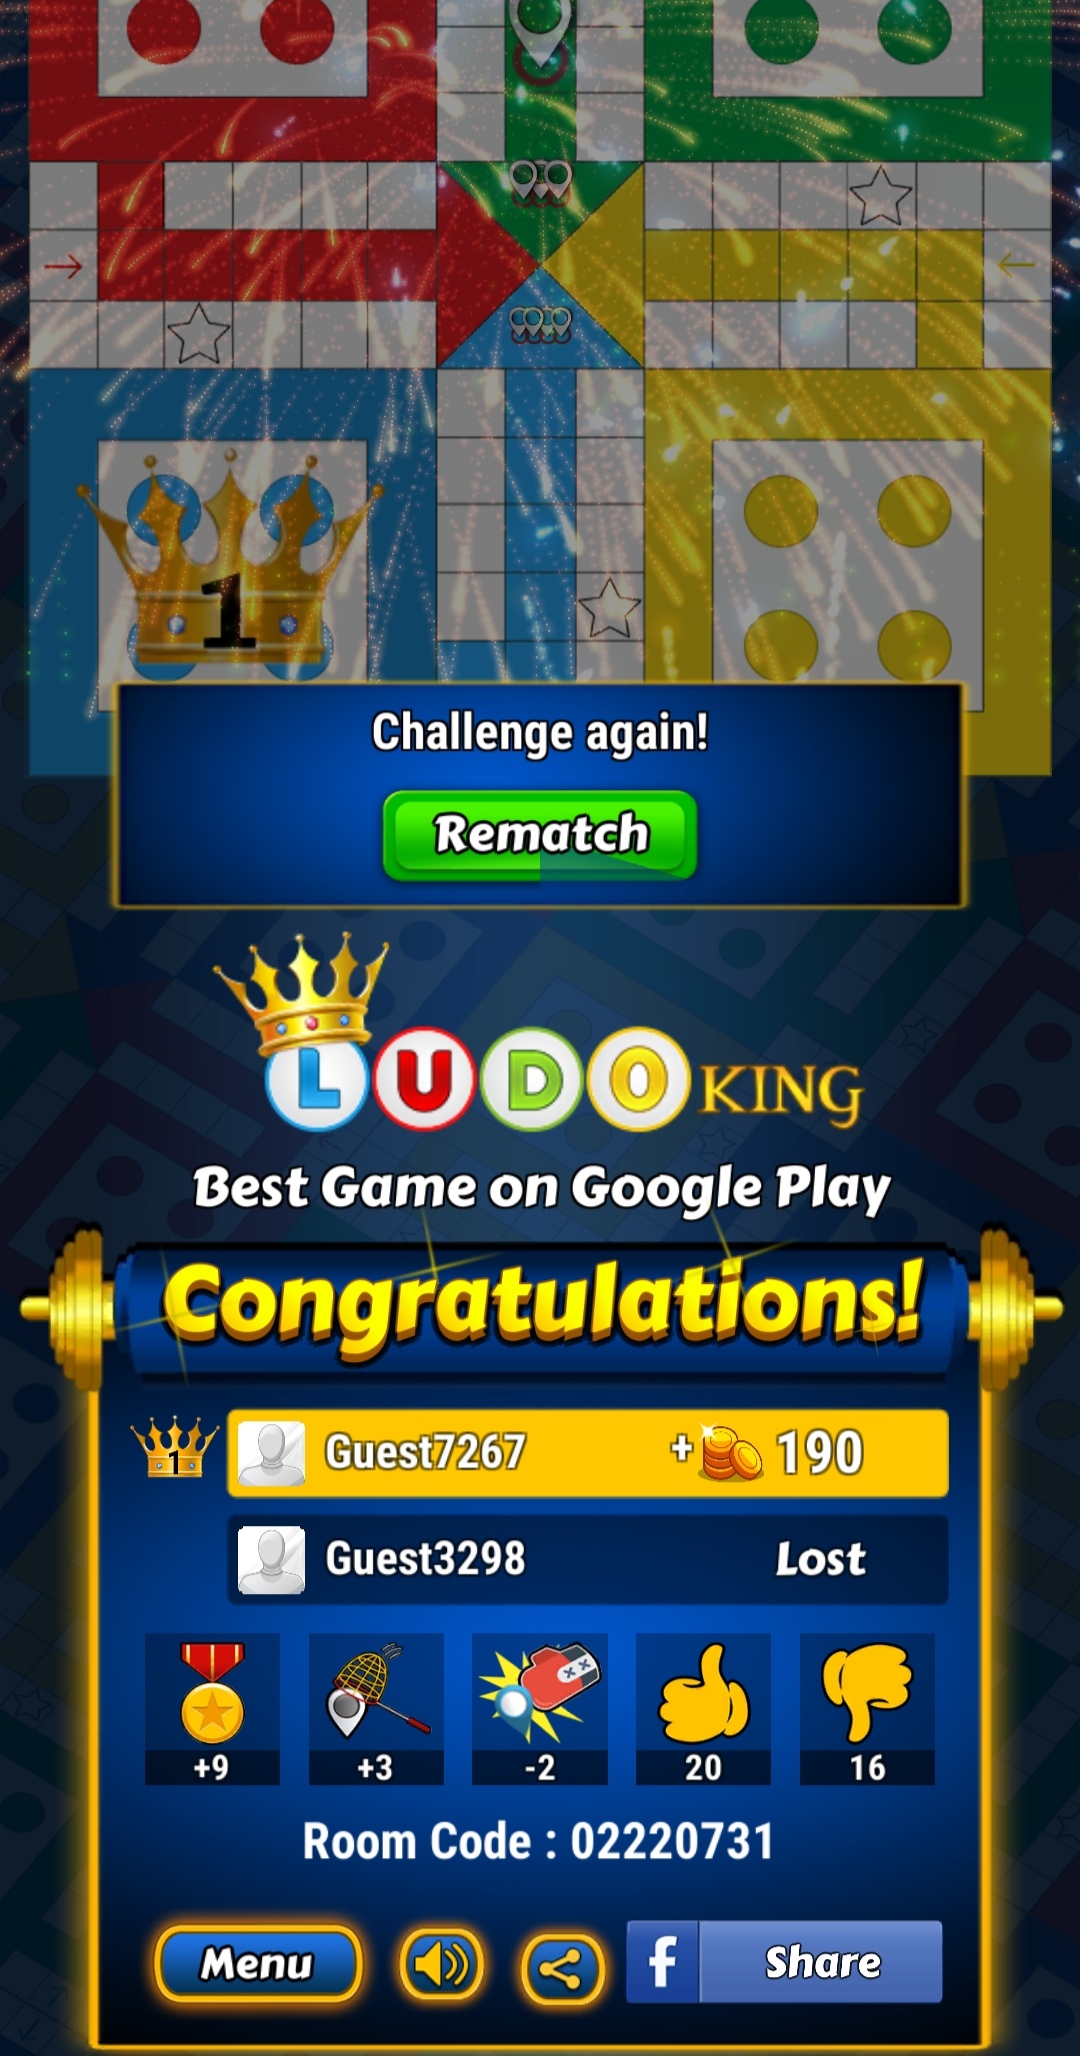 1
Challenge again!
Rematch
LUDO KING
Best Game on Google Play
Congratulations!
1 Guest7267 + 190
Guest3298 Lost
+9 +3 -2 20 16
Room Code : 02220731
Menu f Share